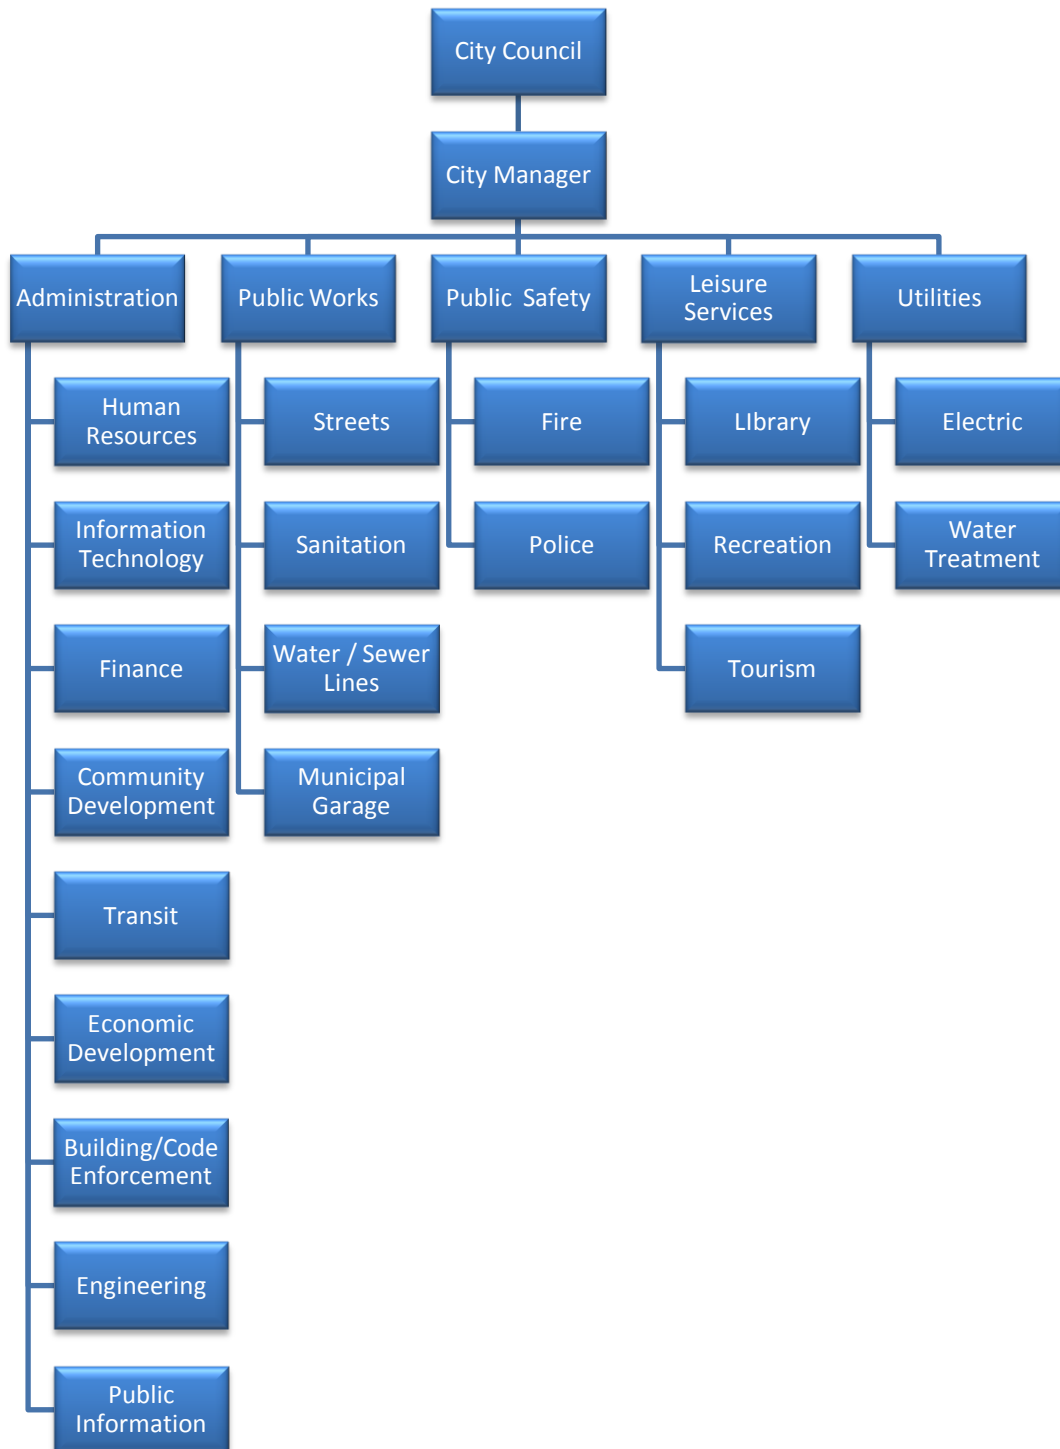 City Council
City Manager
Administration
Public Works
Public Safety
Leisure
Services
Utilities
Human
Resources
Streets
Fire
LIbrary
Electric
Information
Technology
Sanitation
Police
Recreation
Water
Treatment
Finance
Water / Sewer
Lines
Tourism
Community
Development
Municipal
Garage
Transit
Economic
Development
Building/Code
Enforcement
Engineering
Public
Information